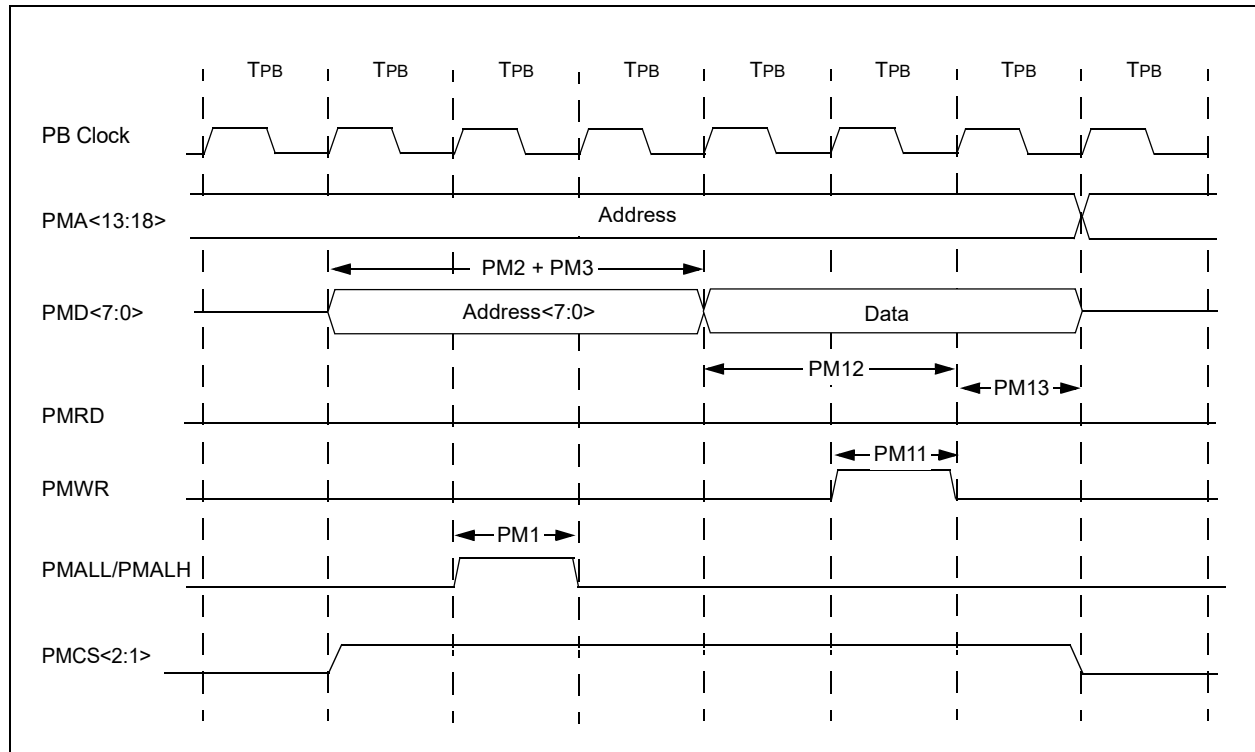 TPB TPB TPB TPB TPB TPB TPB
PB Clock
PMA<13:18>
Address
PM2 + PM3
PMD<7:0>
Address<7:0>
Data
PM12
PM13
PMRD
PM11
PMWR
PM1
PMALL/PMALH
PMCS<2:1>